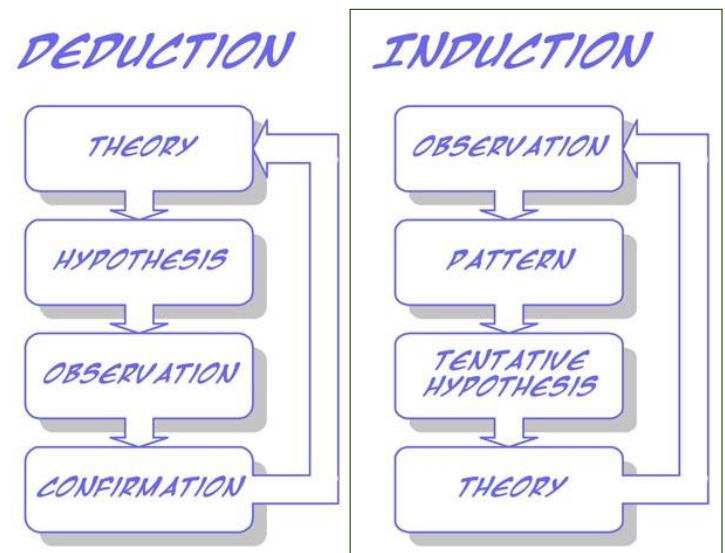 DEDUCTION
THEORY
HYPOTHESIS
OBSERVATION
CONFIRMATION
INDUCTION
OBSERVATION
PATTERN
TENTATIVE
HYPOTHESIS
THEORY